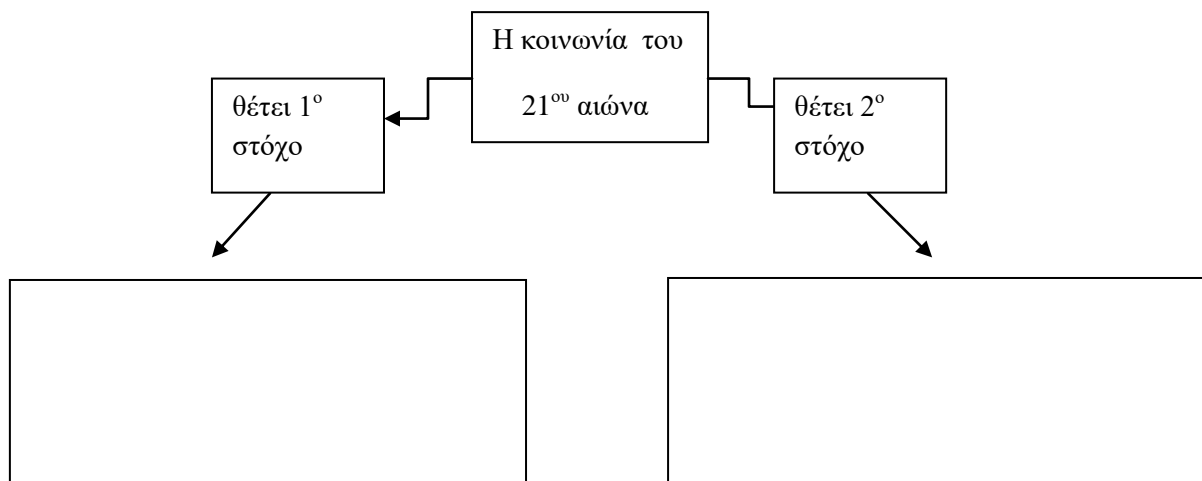 Η κοινωνία του
21ου αιώνα
θέτει 1ο
στόχο
θέτει 2ο
στόχο